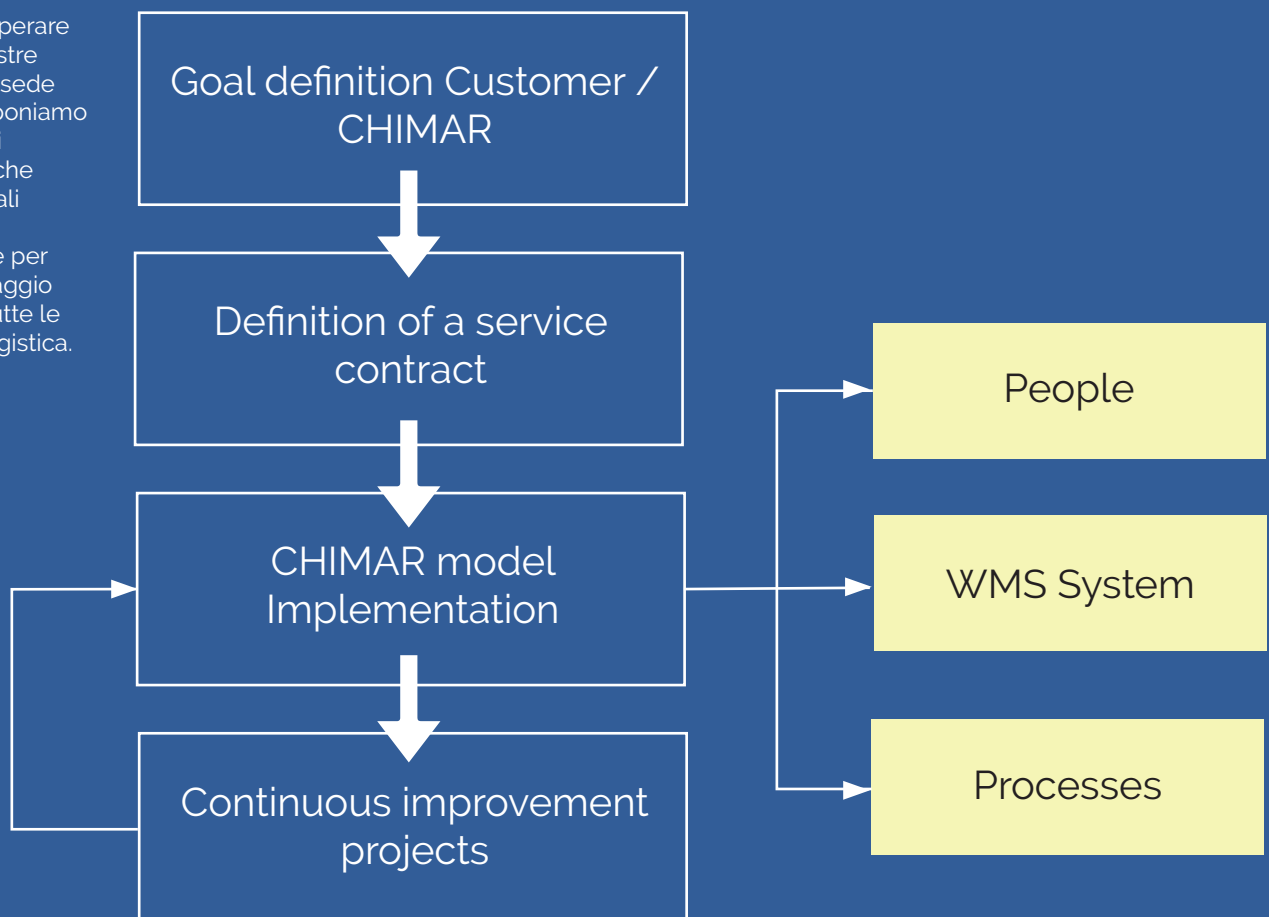 perare
stre
sede
poniamo
i
che
ali
e per
aggio
utte le
gistica.
Goal definition Customer /
CHIMAR
Definition of a service
contract
CHIMAR model
Implementation
Continuous improvement
projects
People
WMS System
Processes